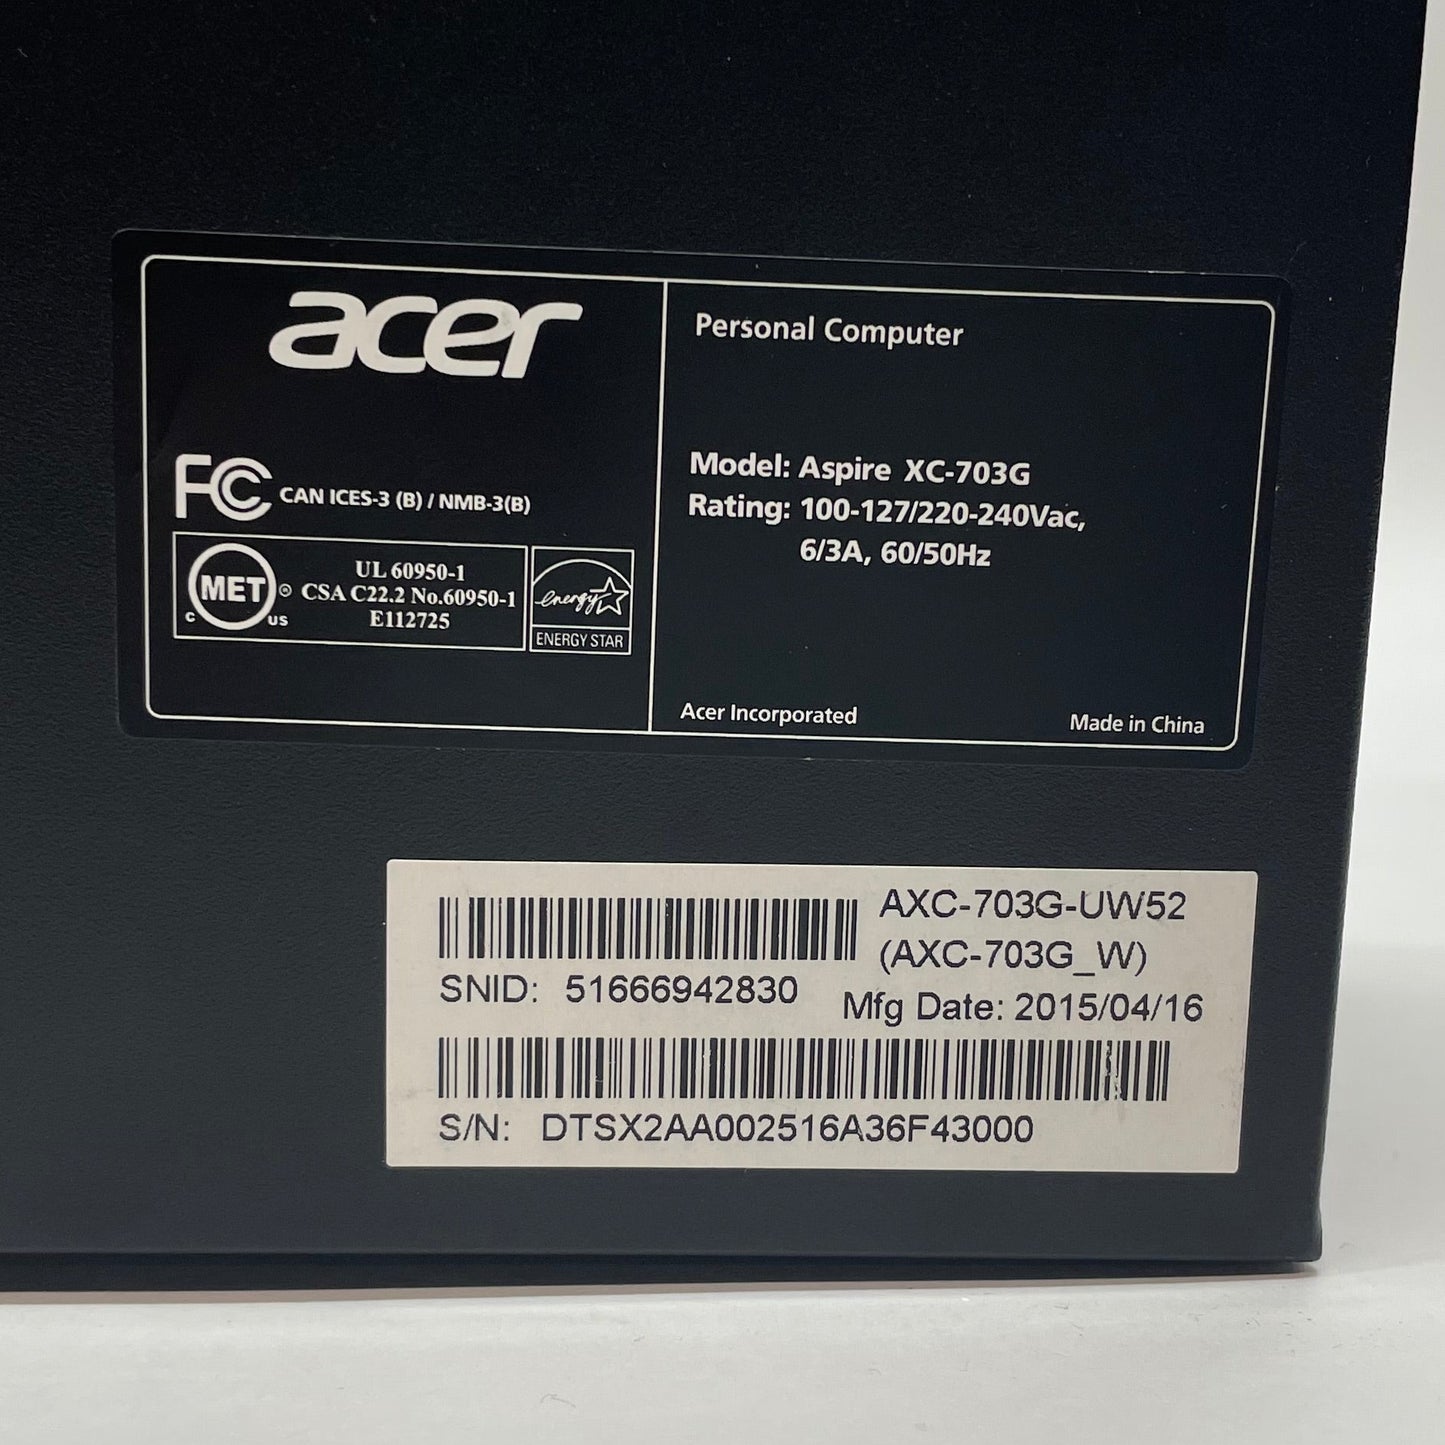 acer
FC CAN ICES-3 (B) / NMB-3(B)
MET ®
C US
UL 60950-1
CSA C22.2 No.60950-1
E112725
energy
ENERGY STAR
Personal Computer
Model: Aspire XC-703G
Rating: 100-127/220-240Vac,
6/3A, 60/50Hz
Acer Incorporated
Made in China
AXC-703G-UW52
(AXC-703G_W)
SNID: 51666942830
Mfg Date: 2015/04/16
S/N: DTSX2AA002516A36F43000